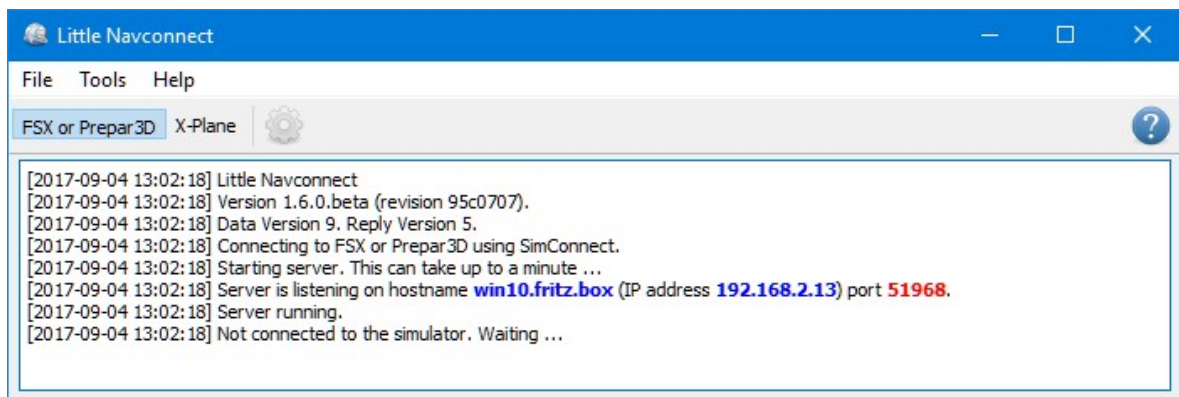 Little Navconnect
File Tools Help
FSX or Prepar3D X-Plane ?
[2017-09-04 13:02:18] Little Navconnect
[2017-09-04 13:02:18] Version 1.6.0.beta (revision 95c0707).
[2017-09-04 13:02:18] Data Version 9. Reply Version 5.
[2017-09-04 13:02:18] Connecting to FSX or Prepar3D using SimConnect.
[2017-09-04 13:02:18] Starting server. This can take up to a minute ...
[2017-09-04 13:02:18] Server is listening on hostname win10.fritz.box (IP address 192.168.2.13) port 51968.
[2017-09-04 13:02:18] Server running.
[2017-09-04 13:02:18] Not connected to the simulator. Waiting ...